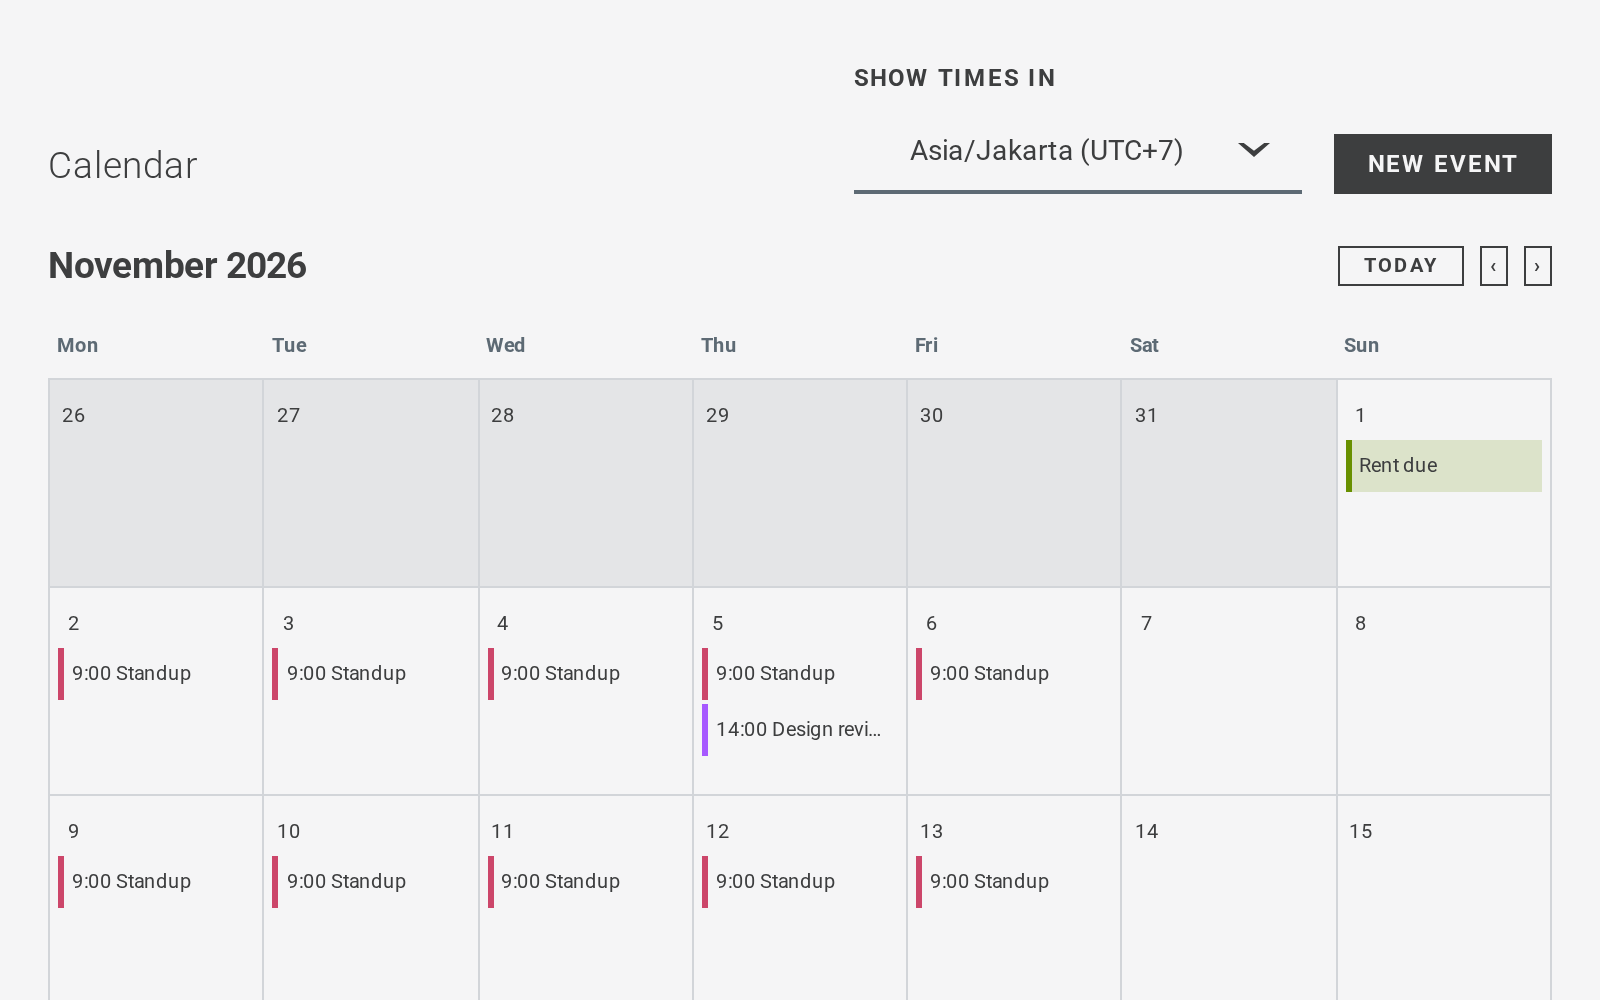 SHOW TIMES IN
Calendar
Asia/Jakarta (UTC+7)
NEW EVENT
November 2026
TODAY
‹
›
Mon Tue Wed Thu Fri Sat Sun
26 27 28 29 30 31 1
Rent due
2 3 4 5 6 7 8
9:00 Standup 9:00 Standup 9:00 Standup 9:00 Standup 9:00 Standup
14:00 Design revi...
9 10 11 12 13 14 15
9:00 Standup 9:00 Standup 9:00 Standup 9:00 Standup 9:00 Standup